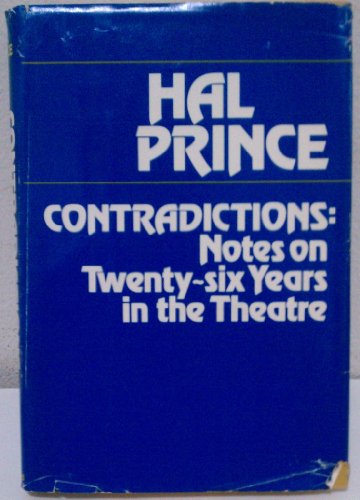 HAL
PRINCE
CONTRADICTIONS:
Notes on
Twenty-six Years
in the Theatre